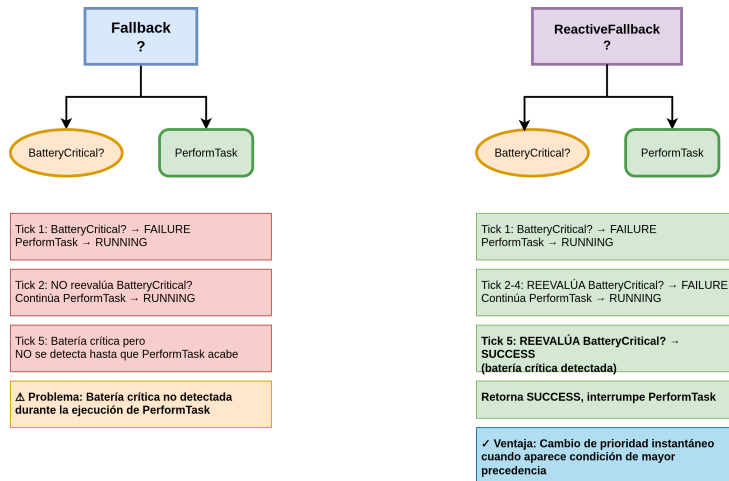 Fallback
?
BatteryCritical?
PerformTask
Tick 1: BatteryCritical? → FAILURE
PerformTask → RUNNING
Tick 2: NO reevalúa BatteryCritical?
Continúa PerformTask → RUNNING
Tick 5: Batería crítica pero
NO se detecta hasta que PerformTask acabe
⚠ Problema: Batería crítica no detectada
durante la ejecución de PerformTask
ReactiveFallback
?
BatteryCritical?
PerformTask
Tick 1: BatteryCritical? → FAILURE
PerformTask → RUNNING
Tick 2-4: REEVALÚA BatteryCritical? → FAILURE
Continúa PerformTask → RUNNING
Tick 5: REEVALÚA BatteryCritical? →
SUCCESS
(batería crítica detectada)
Retorna SUCCESS, interrumpe PerformTask
✓ Ventaja: Cambio de prioridad instantáneo
cuando aparece condición de mayor
precedencia